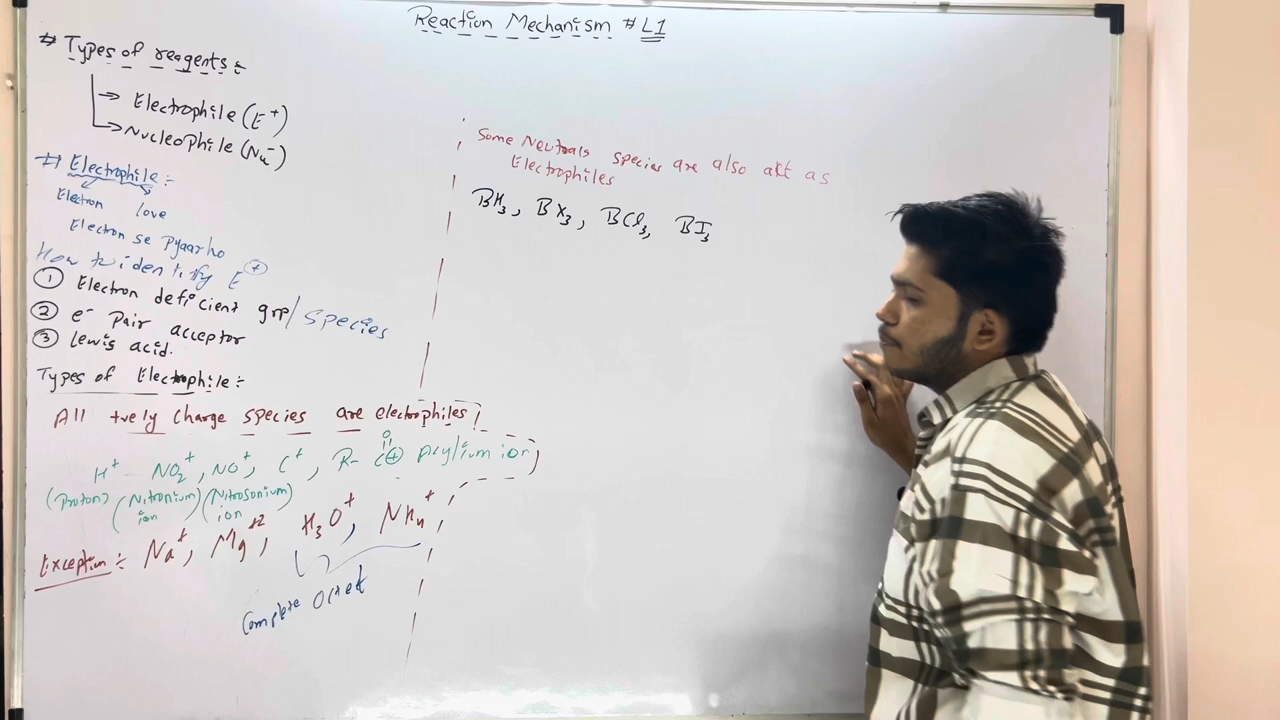 Reaction Mechanism # L1
# Types of reagents:-
→ Electrophile (E+)
→ Nucleophile (Nu-)
# Electrophile:-
Electron love
Electron se Pyaar ho
How to identify E+
① Electron deficient grp/species
② e- pair acceptor
③ lewis acid.
Types of Electrophile:-
All +vely Charge species are electrophiles
H+ NO2+, NO+, C+, R-C+=O Acylium ion,
(Proton) (Nitronium ion) (Nitrosonium ion)
Exception:- Na+, Mg+2, H3O+, NH4+
Complete Octet
Some Neutrals species are also akt as
Electrophiles
BH3, BX3, BCl3, BI3